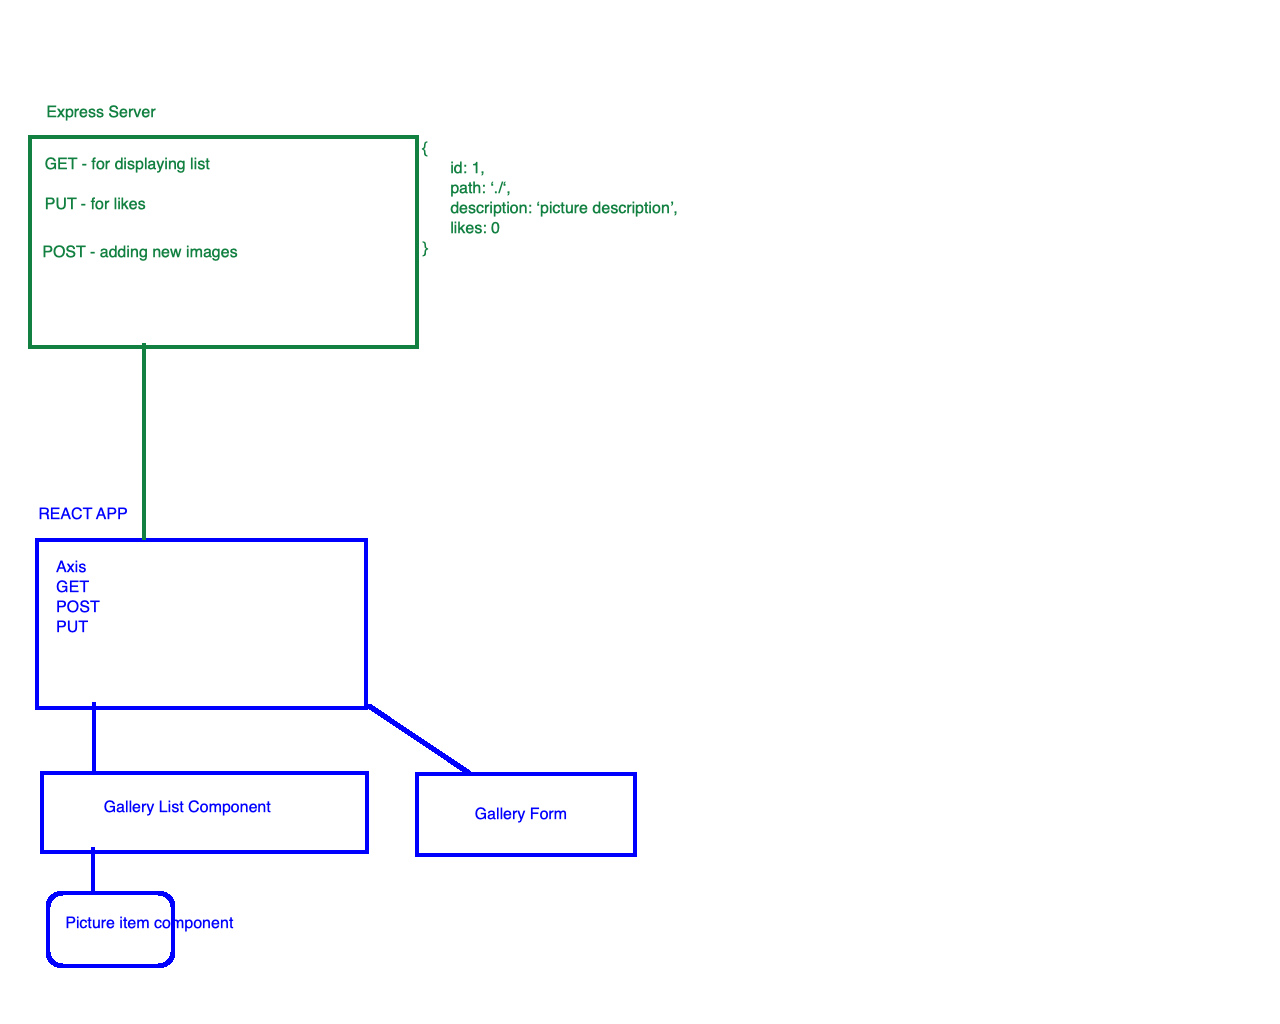 Express Server
GET - for displaying list
PUT - for likes
POST - adding new images
{
id: 1,
path: ‘./‘,
description: ‘picture description’,
likes: 0
}
REACT APP
Axis
GET
POST
PUT
Gallery List Component
Gallery Form
Picture item component